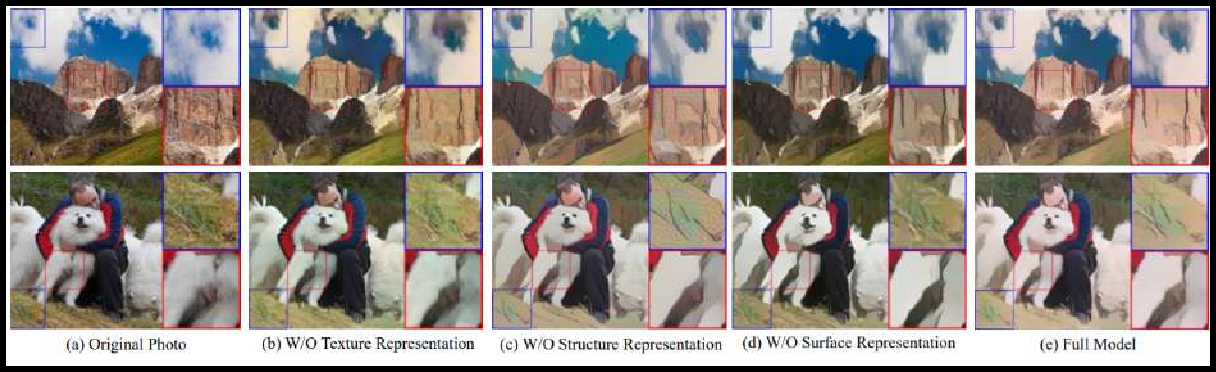 (a) Original Photo
(b) W/O Texture Representation
(c) W/O Structure Representation
(d) W/O Surface Representation
(e) Full Model